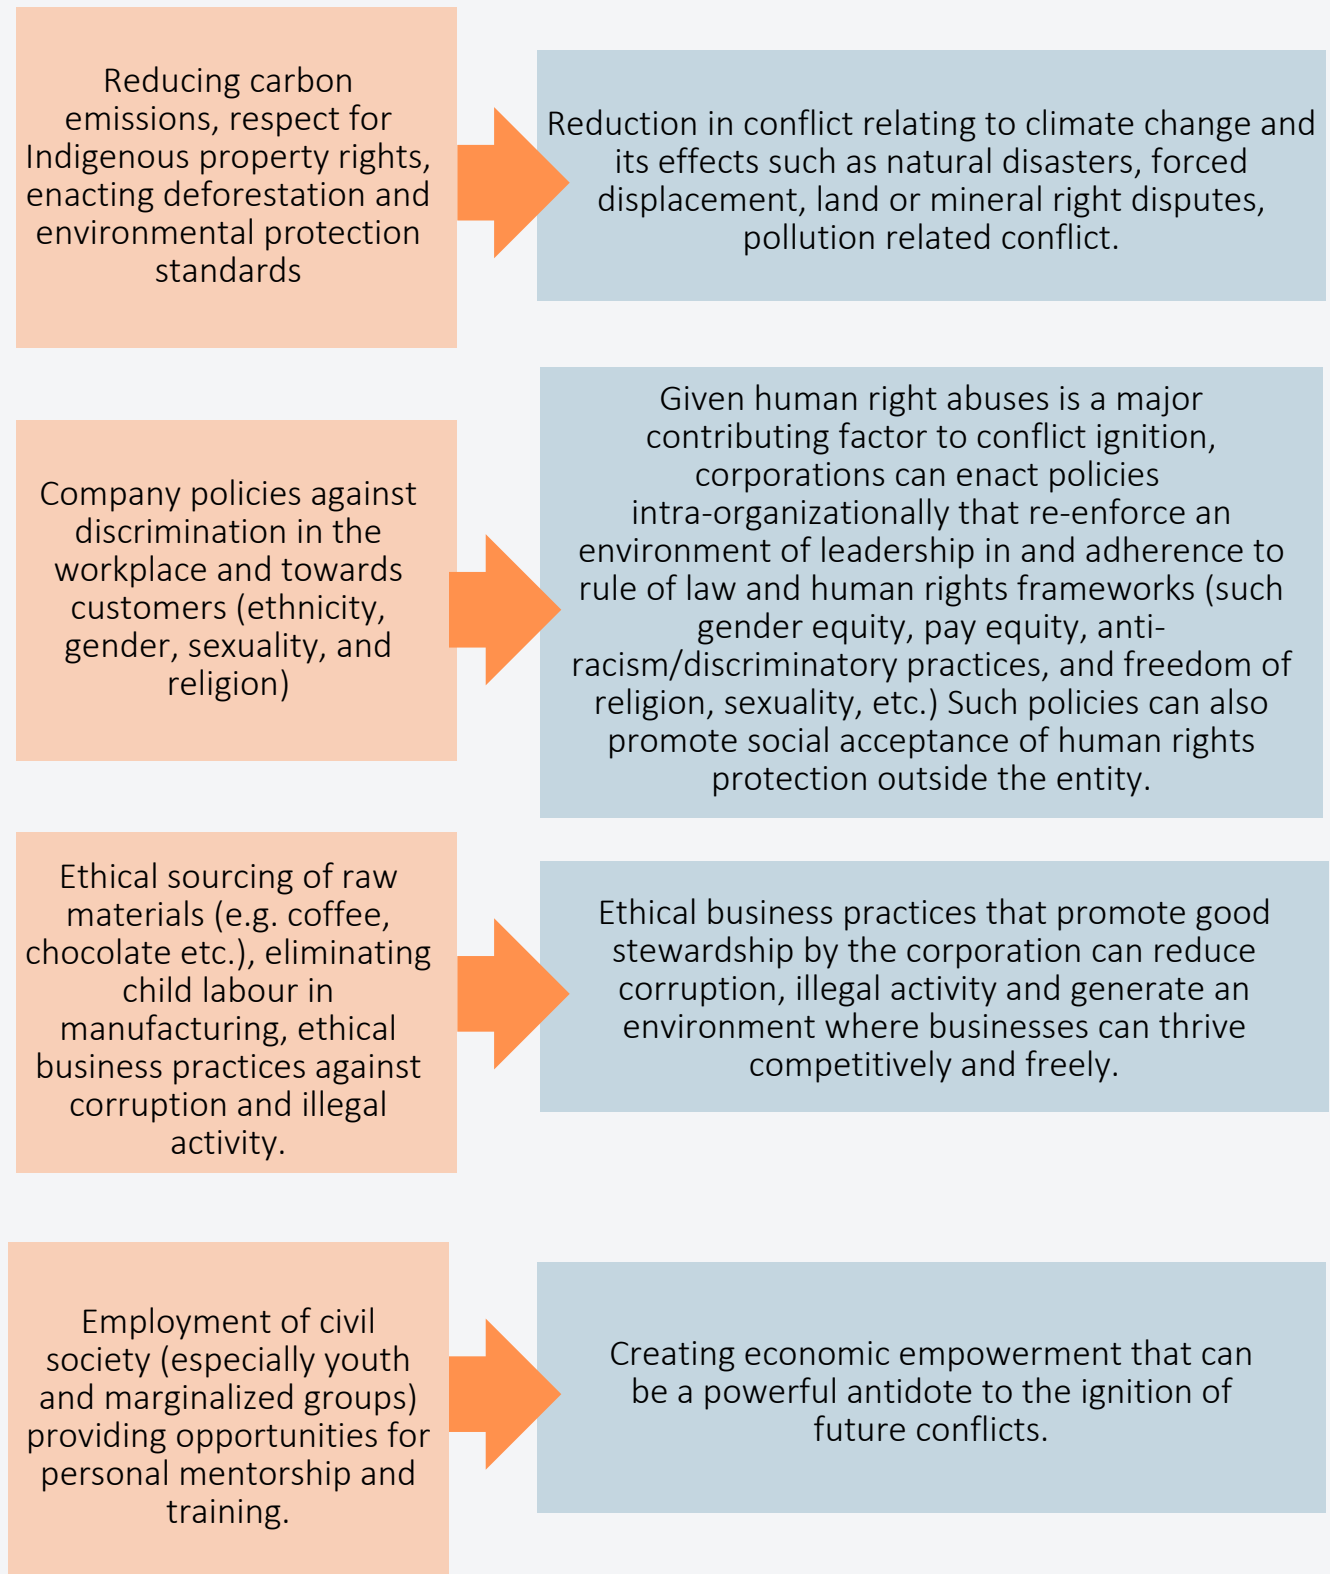 Reducing carbon
emissions, respect for
Indigenous property rights,
enacting deforestation and
environmental protection
standards
Reduction in conflict relating to climate change and
its effects such as natural disasters, forced
displacement, land or mineral right disputes,
pollution related conflict.
Company policies against
discrimination in the
workplace and towards
customers (ethnicity,
gender, sexuality, and
religion)
Given human right abuses is a major
contributing factor to conflict ignition,
corporations can enact policies
intra-organizationally that re-enforce an
environment of leadership in and adherence to
rule of law and human rights frameworks (such
gender equity, pay equity, anti-
racism/discriminatory practices, and freedom of
religion, sexuality, etc.) Such policies can also
promote social acceptance of human rights
protection outside the entity.
Ethical sourcing of raw
materials (e.g. coffee,
chocolate etc.), eliminating
child labour in
manufacturing, ethical
business practices against
corruption and illegal
activity.
Ethical business practices that promote good
stewardship by the corporation can reduce
corruption, illegal activity and generate an
environment where businesses can thrive
competitively and freely.
Employment of civil
society (especially youth
and marginalized groups)
providing opportunities for
personal mentorship and
training.
Creating economic empowerment that can
be a powerful antidote to the ignition of
future conflicts.